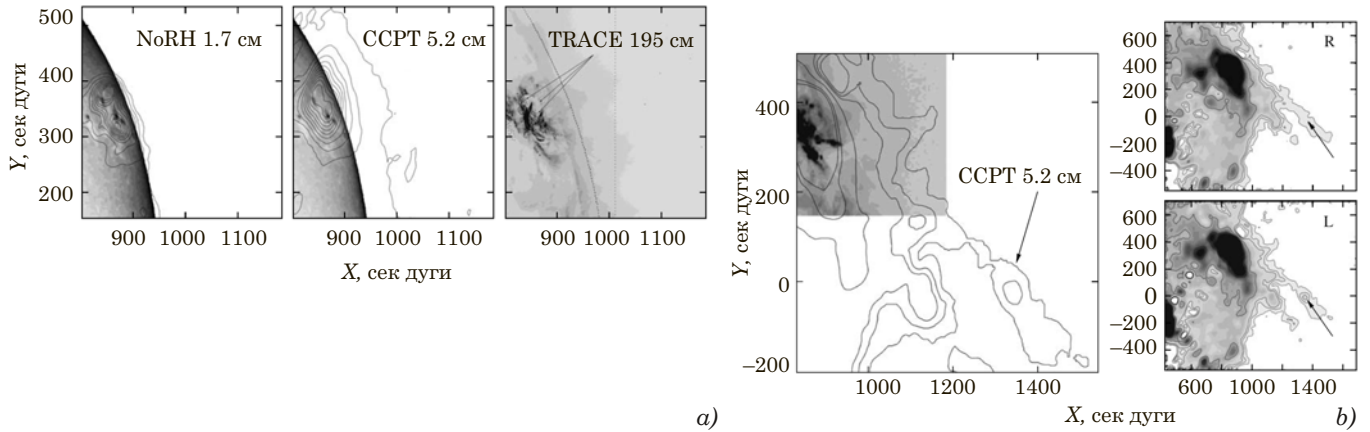 NoRH 1.7 см
ССРТ 5.2 см
TRACE 195 см
500
400
300
200
Y, сек дуги
900 1000 1100
900 1000 1100
900 1000 1100
X, сек дуги
a)
400
200
0
−200
Y, сек дуги
ССРТ 5.2 см
1000 1200 1400
R
600
400
200
0
−200
−400
L
600
400
200
0
−200
−400
600 1000 1400
X, сек дуги
b)